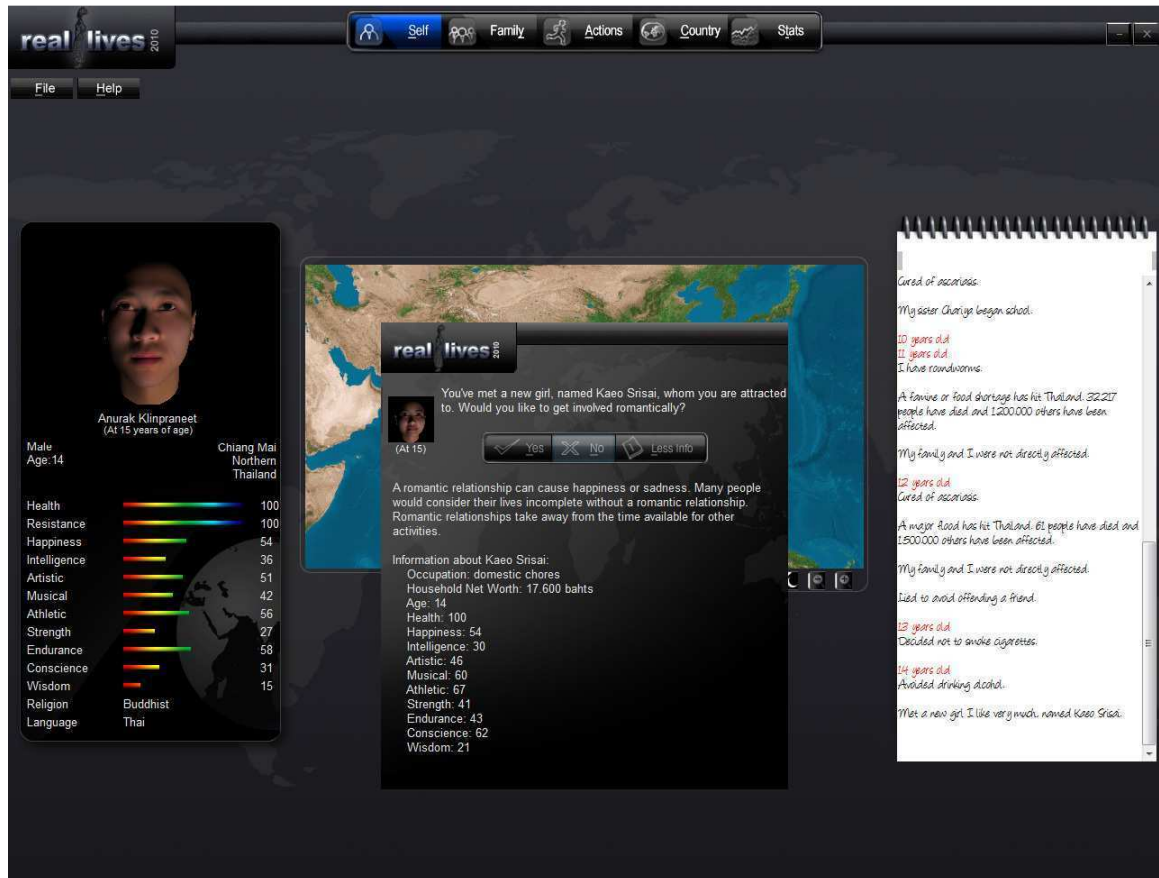 real lives 2010
Self Family Actions Country Stats
File Help
Anurak Klinpraneet
(At 15 years of age)
Male Chiang Mai
Age:14 Northern
Thailand
Health 100
Resistance 100
Happiness 54
Intelligence 36
Artistic 51
Musical 42
Athletic 56
Strength 27
Endurance 58
Conscience 31
Wisdom 15
Religion Buddhist
Language Thai
real lives 2010
You've met a new girl, named Kaeo Srisai, whom you are attracted
to. Would you like to get involved romantically?
(At 15)
Yes No Less Info
A romantic relationship can cause happiness or sadness. Many people
would consider their lives incomplete without a romantic relationship.
Romantic relationships take away from the time available for other
activities.
Information about Kaeo Srisai:
Occupation: domestic chores
Household Net Worth: 17.600 bahts
Age: 14
Health: 100
Happiness: 54
Intelligence: 30
Artistic: 46
Musical: 60
Athletic: 67
Strength: 41
Endurance: 43
Conscience: 62
Wisdom: 21
Cured of ascariasis.
My sister Chariya began school.
10 years old
11 years old
I have roundworms.
A famine or food shortage has hit Thailand. 32.217
people have died and 1.200.000 others have been
affected.
My family and I were not directly affected.
12 years old
Cured of ascariasis.
A major flood has hit Thailand. 61 people have died and
1.500.000 others have been affected.
My family and I were not directly affected.
Lied to avoid offending a friend.
13 years old
Decided not to smoke cigarettes.
14 years old
Avoided drinking alcohol.
Met a new girl I like very much, named Kaeo Srisai.